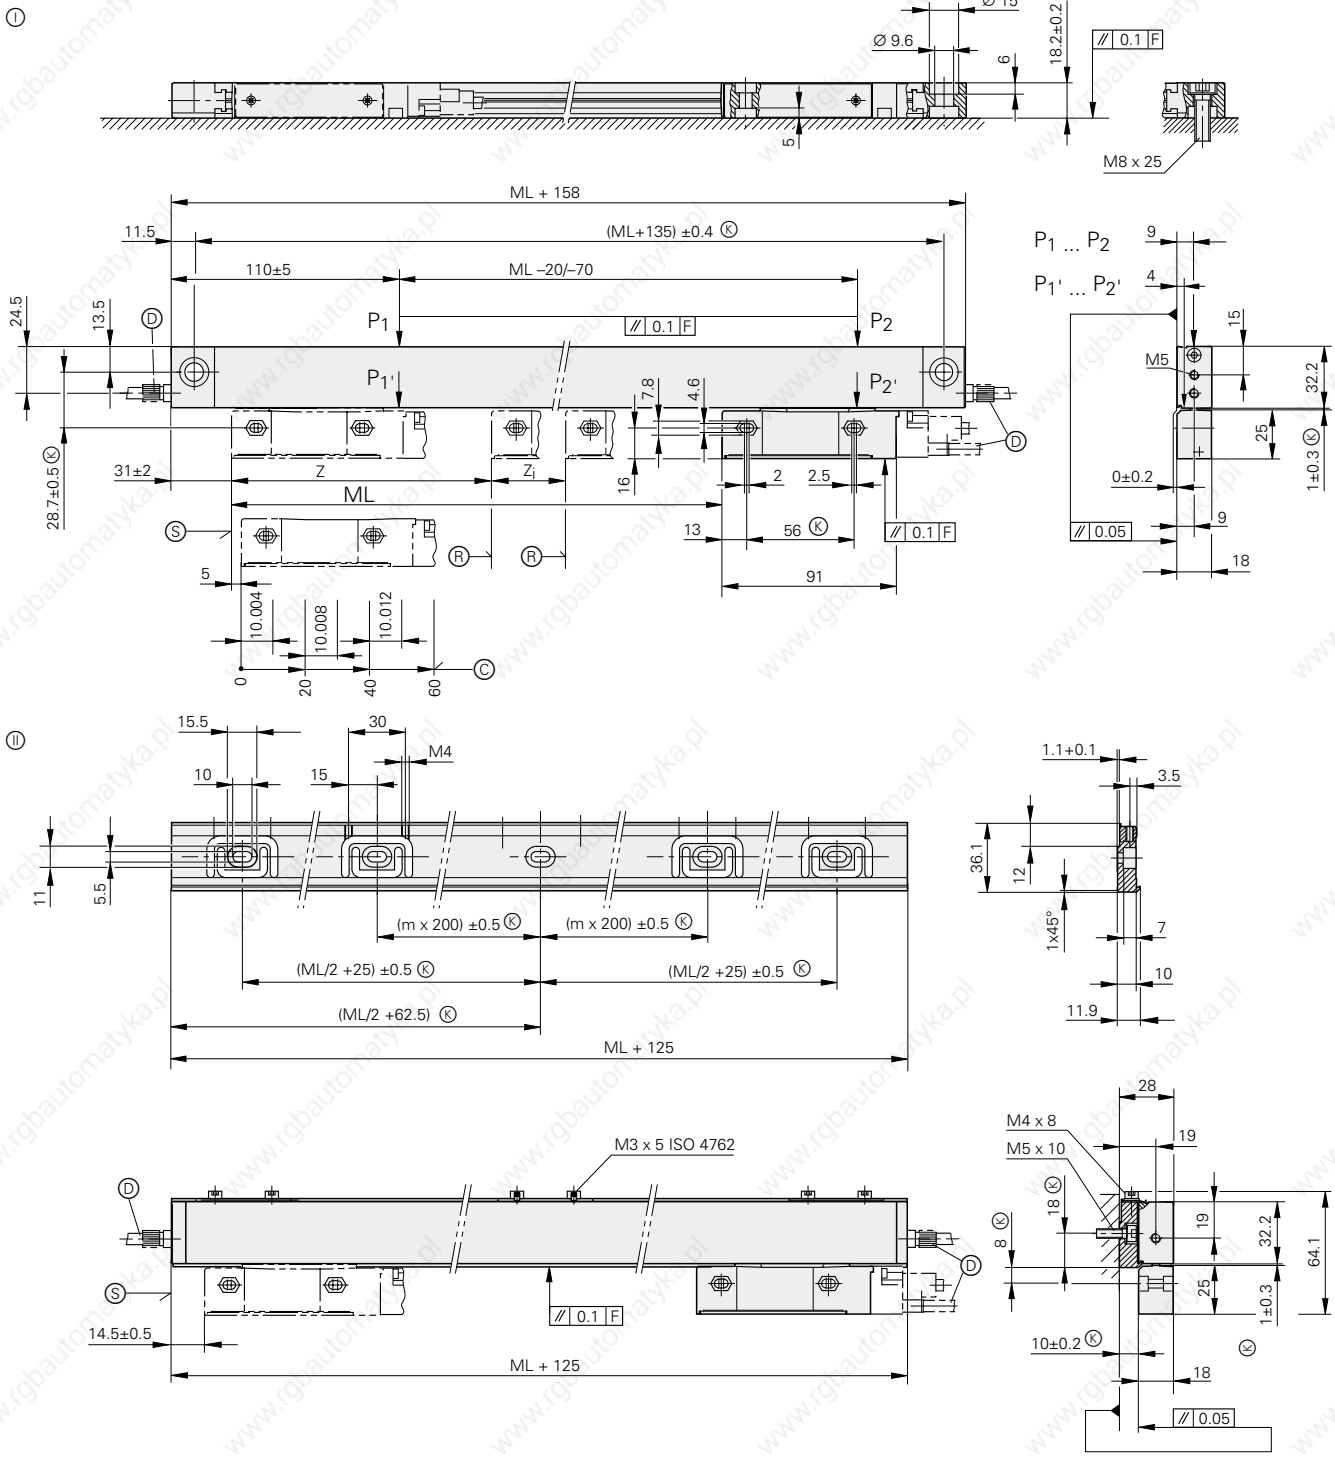 Ⓘ
Ø 15
Ø 9.6
6
18.2±0.2
// 0.1 F
5
M8 x 25
ML + 158
11.5
(ML+135) ±0.4 Ⓚ
110±5
ML –20/–70
P1 ... P2
P1' ... P2'
9
4
24.5
13.5
Ⓓ
P1
// 0.1 F
P2
15
M5
32.2
P1'
P2'
7.8
4.6
28.7±0.5 Ⓚ
31±2
Z
Zi
16
2
2.5
Ⓓ
25
1±0.3 Ⓚ
0±0.2
ML
Ⓢ
Ⓡ
Ⓡ
13
56 Ⓚ
// 0.1 F
// 0.05
9
5
91
18
10.004
10.008
10.012
0
20
40
60
Ⓒ
Ⅱ
15.5
30
10
15
M4
1.1+0.1
3.5
11
5.5
36.1
12
1x45°
(m x 200) ±0.5 Ⓚ
(m x 200) ±0.5 Ⓚ
7
(ML/2 +25) ±0.5 Ⓚ
(ML/2 +25) ±0.5 Ⓚ
10
(ML/2 +62.5) Ⓚ
11.9
ML + 125
28
M4 x 8
M3 x 5 ISO 4762
M5 x 10
19
Ⓓ
18 Ⓚ
8 Ⓚ
19
32.2
64.1
Ⓓ
Ⓢ
// 0.1 F
25
1±0.3
Ⓚ
14.5±0.5
10±0.2 Ⓚ
ML + 125
18
// 0.05
www.rgbautomatyka.pl